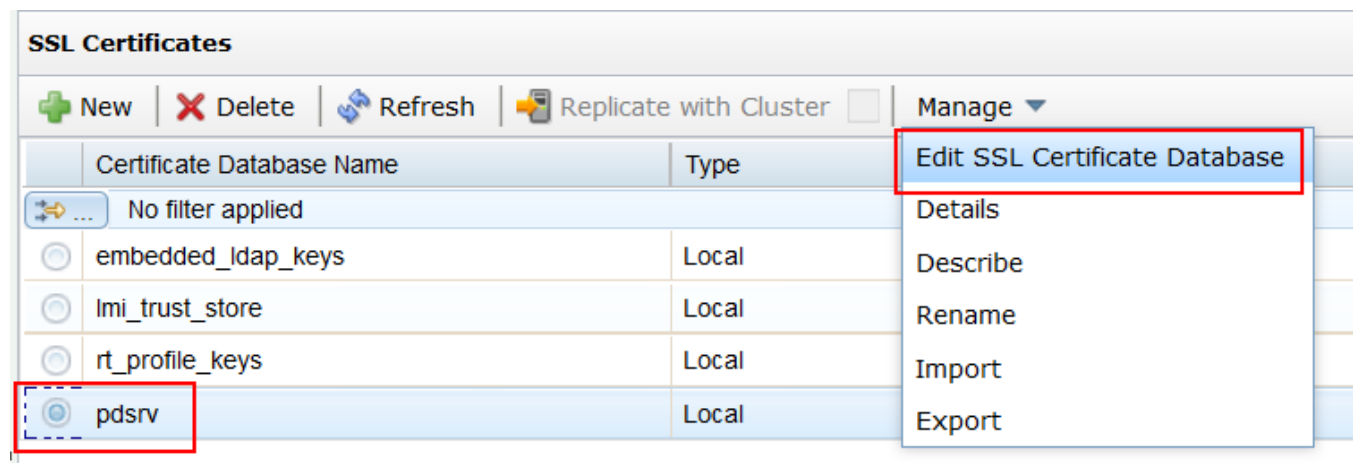 SSL Certificates
New Delete Refresh Replicate with Cluster Manage
Certificate Database Name Type Edit SSL Certificate Database
... No filter applied Details
embedded_ldap_keys Local Describe
lmi_trust_store Local Rename
rt_profile_keys Local Import
pdsrv Local Export